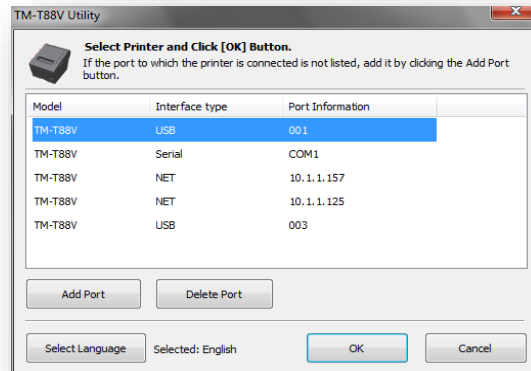 TM-T88V Utility
Select Printer and Click [OK] Button.
If the port to which the printer is connected is not listed, add it by clicking the Add Port
button.
Model Interface type Port Information
TM-T88V USB 001
TM-T88V Serial COM1
TM-T88V NET 10.1.1.157
TM-T88V NET 10.1.1.125
TM-T88V USB 003
Add Port Delete Port
Select Language Selected: English OK Cancel